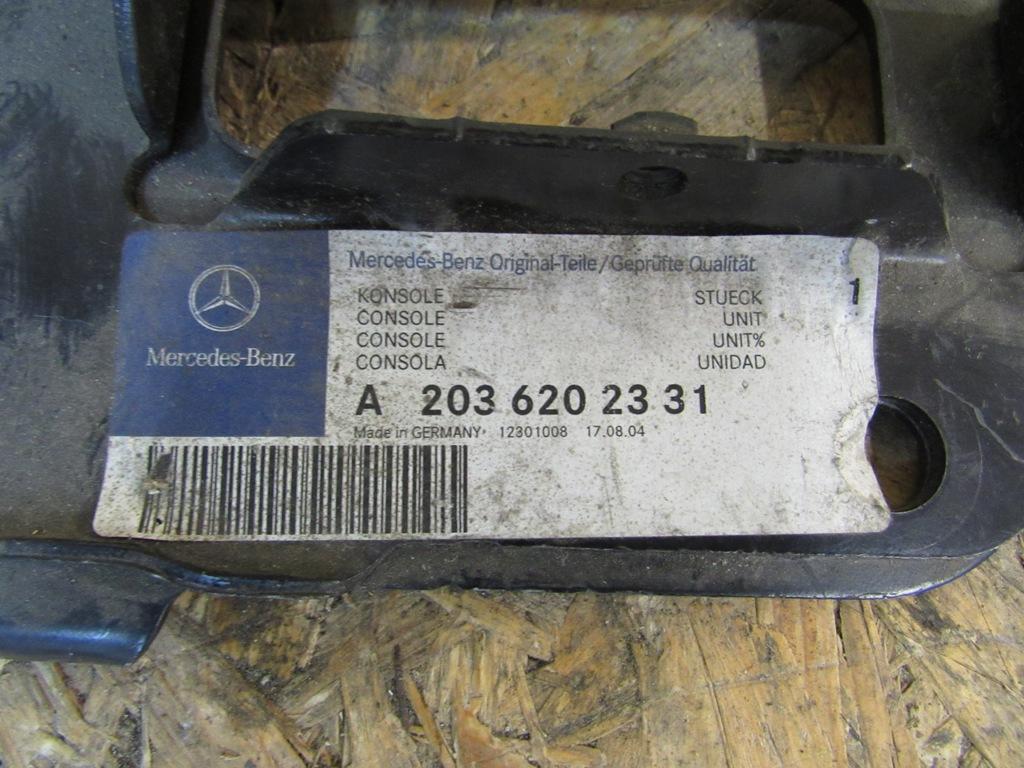 Mercedes-Benz
Mercedes-Benz Original-Teile/Geprüfte Qualität
KONSOLE STUECK 1
CONSOLE UNIT
CONSOLE UNIT%
CONSOLA UNIDAD
A 203 620 23 31
Made in GERMANY 12301008 17.08.04